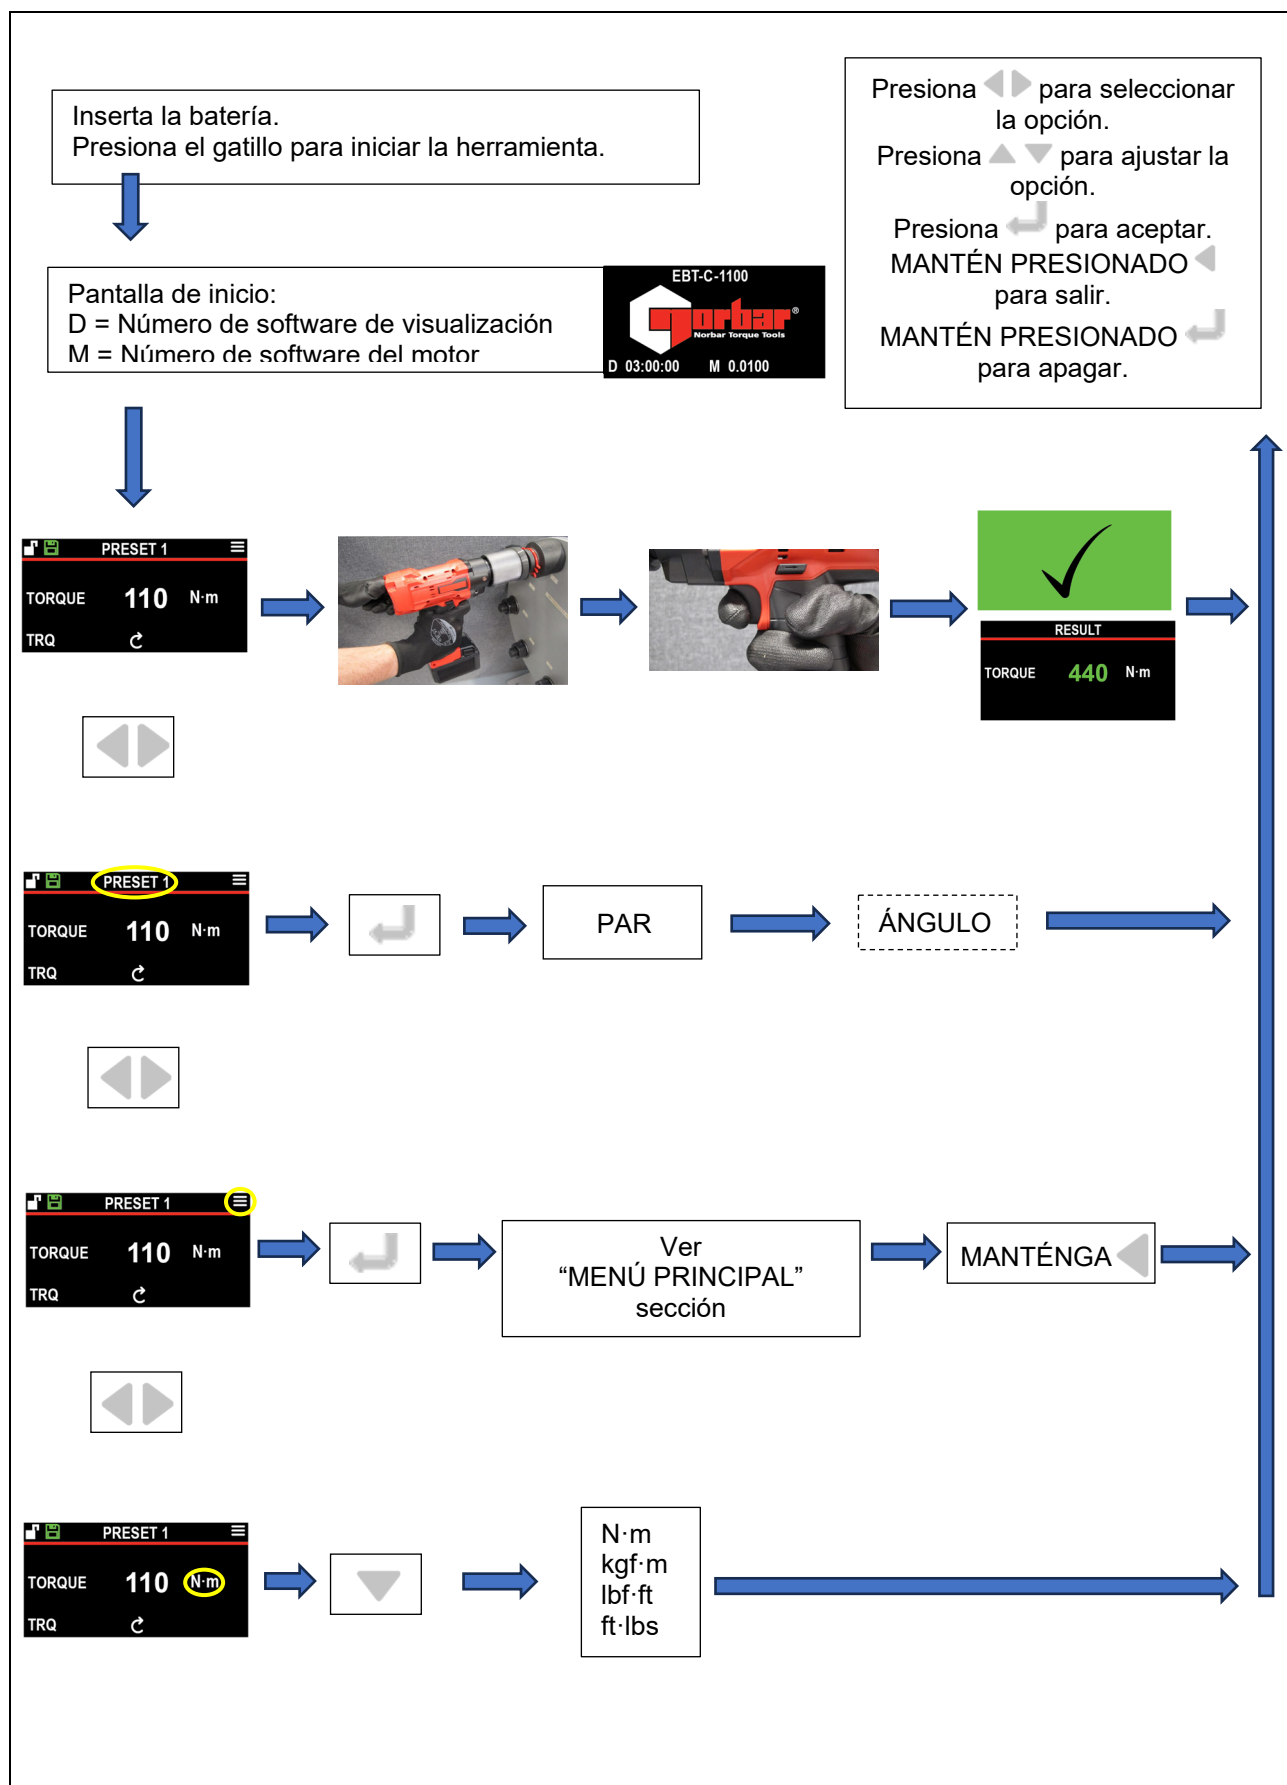 Inserta la batería.
Presiona el gatillo para iniciar la herramienta.
Presiona para seleccionar
la opción.
Presiona para ajustar la
opción.
Presiona para aceptar.
MANTÉN PRESIONADO
para salir.
MANTÉN PRESIONADO
para apagar.
Pantalla de inicio:
D = Número de software de visualización
M = Número de software del motor
EBT-C-1100
norbar®
Norbar Torque Tools
D 03:00:00 M 0.0100
PRESET 1
TORQUE 110 N·m
TRQ
RESULT
TORQUE 440 N·m
PRESET 1
TORQUE 110 N·m
TRQ
PAR
ÁNGULO
PRESET 1
TORQUE 110 N·m
TRQ
Ver
“MENÚ PRINCIPAL”
sección
MANTÉNGA
PRESET 1
TORQUE 110 N·m
TRQ
N·m
kgf·m
lbf·ft
ft·lbs